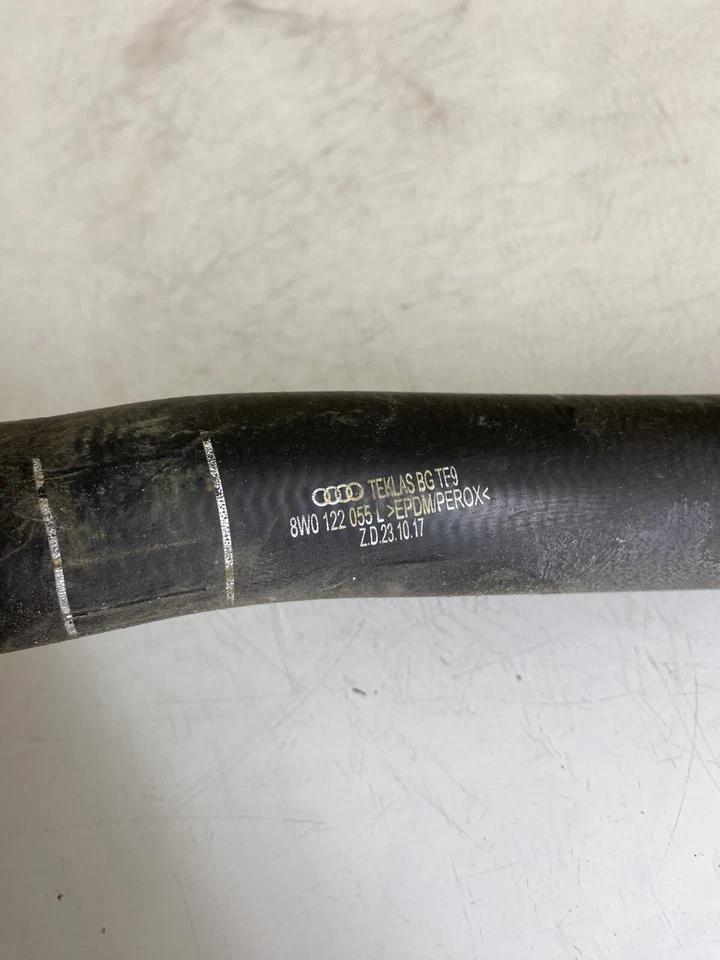 TEKLAS BG TE9
8W0 122 055 L >EPDM/PEROX<
Z.D.23.10.17